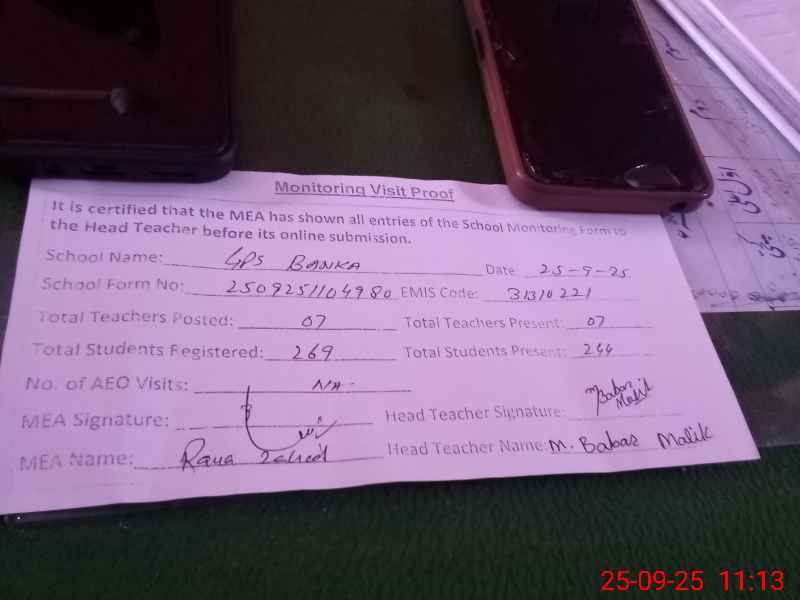 Monitoring Visit Proof
It is certified that the MEA has shown all entries of the School Monitoring Form to
the Head Teacher before its online submission.
School Name: GPS BANKA Date 25-9-25
School Form No: 2509251104980 EMIS Code: 31310221
Total Teachers Posted: 07 Total Teachers Present: 07
Total Students Registered: 269 Total Students Present: 244
No. of AEO Visits: NA-
MEA Signature: Head Teacher Signature: M Babar Malik
MEA Name: Rana Zahid Head Teacher Name: M. Babar Malik
25-09-25 11:13